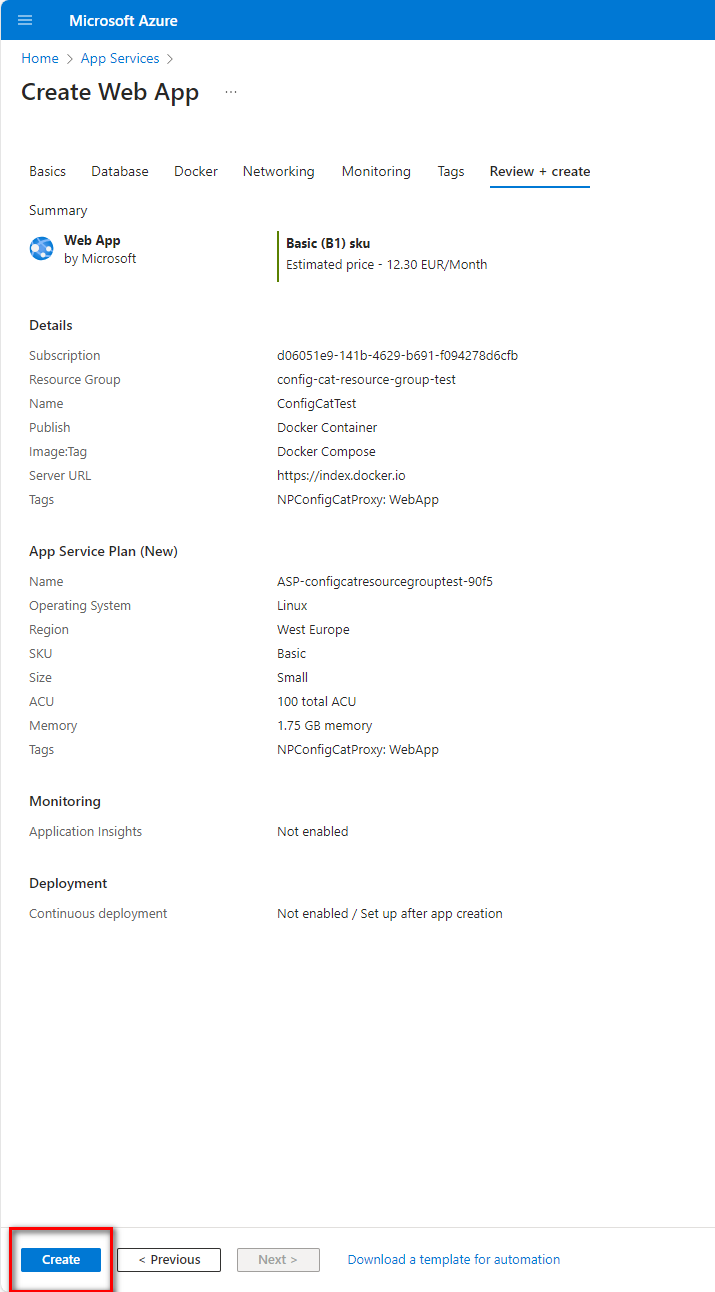 Microsoft Azure
Home > App Services >
Create Web App ...
Basics Database Docker Networking Monitoring Tags Review + create
Summary
Web App
by Microsoft
Basic (B1) sku
Estimated price - 12.30 EUR/Month
Details
Subscription d06051e9-141b-4629-b691-f094278d6cfb
Resource Group config-cat-resource-group-test
Name ConfigCatTest
Publish Docker Container
Image:Tag Docker Compose
Server URL https://index.docker.io
Tags NPConfigCatProxy: WebApp
App Service Plan (New)
Name ASP-configcatresourcegrouptest-90f5
Operating System Linux
Region West Europe
SKU Basic
Size Small
ACU 100 total ACU
Memory 1.75 GB memory
Tags NPConfigCatProxy: WebApp
Monitoring
Application Insights Not enabled
Deployment
Continuous deployment Not enabled / Set up after app creation
Create < Previous Next > Download a template for automation